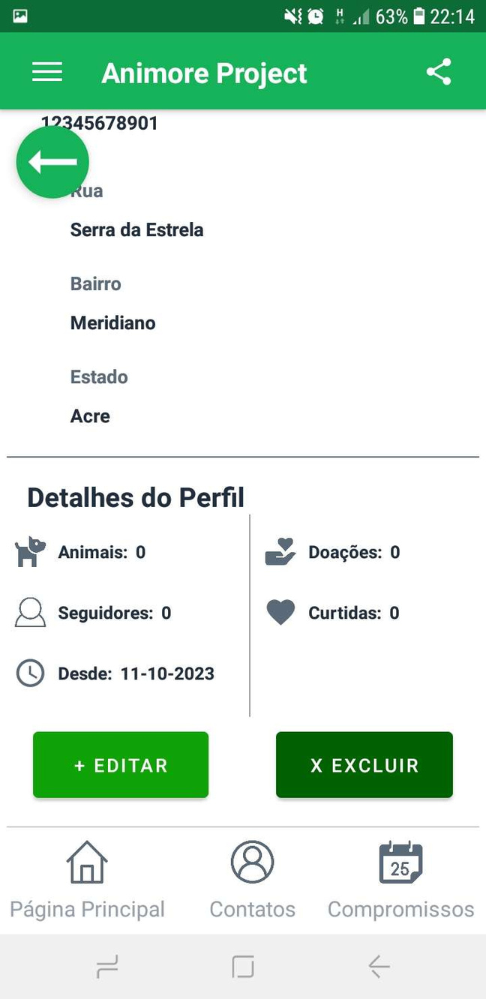 H 63% 22:14
Animore Project
12345678901
Rua
Serra da Estrela
Bairro
Meridiano
Estado
Acre
Detalhes do Perfil
Animais: 0
Doações: 0
Seguidores: 0
Curtidas: 0
Desde: 11-10-2023
+ EDITAR
X EXCLUIR
25
Página Principal
Contatos
Compromissos